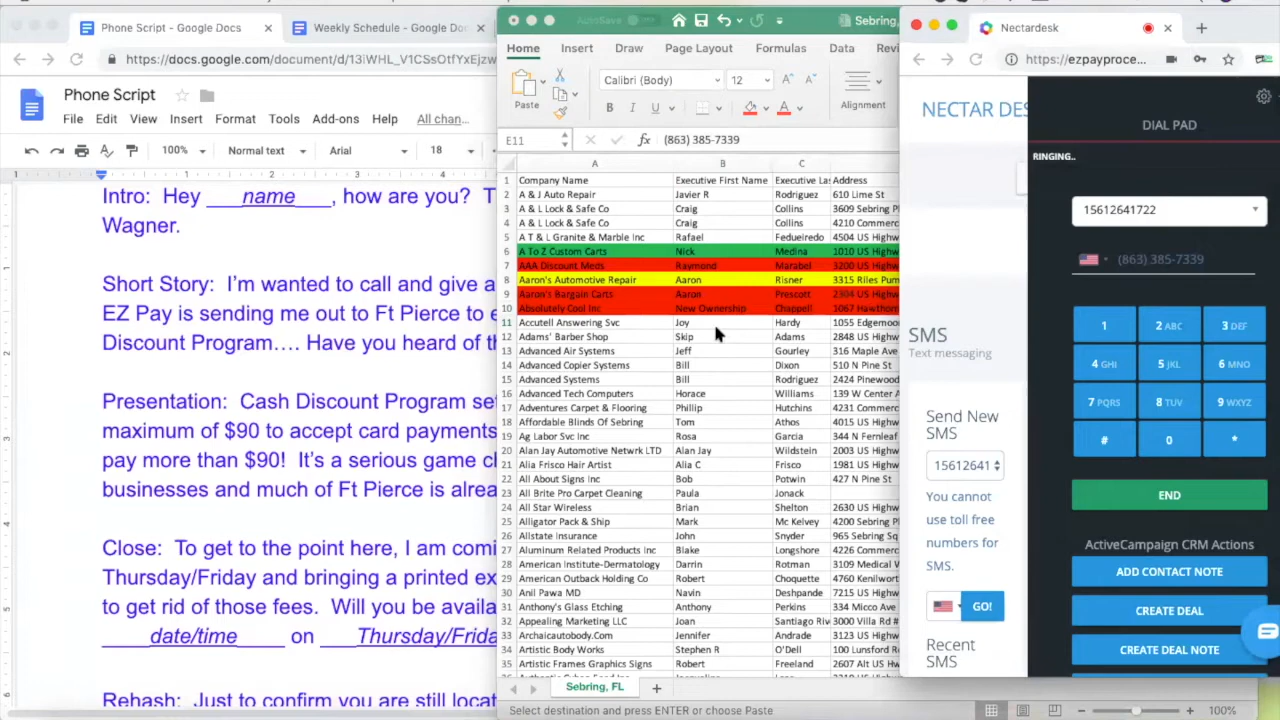 Phone Script - Google Docs
Weekly Schedule - Google Doc
https://docs.google.com/document/d/13iWHL_V1CSsOtfYxEjzw
Phone Script
File Edit View Insert Format Tools Add-ons Help All chan...
100% Normal text Arial 18
Intro: Hey ___name___, how are you? T
Wagner.
Short Story: I'm wanted to call and give a
EZ Pay is sending me out to Ft Pierce to e
Discount Program.... Have you heard of th
Presentation: Cash Discount Program se
maximum of $90 to accept card payments
pay more than $90! It's a serious game c
businesses and much of Ft Pierce is alrea
Close: To get to the point here, I am comi
Thursday/Friday and bringing a printed ex
to get rid of those fees. Will you be availa
____date/time____ on ___Thursday/Frida
Rehash: Just to confirm you are still locat
AutoSave
Sebring,
Home Insert Draw Page Layout Formulas Data Rev
Paste
Calibri (Body) 12
B I U
Alignment
E11 fx (863) 385-7339
A B C
1 Company Name Executive First Name Executive La Address
2 A & J Auto Repair Javier R Rodriguez 610 Lime St
3 A & L Lock & Safe Co Craig Collins 3609 Sebring P
4 A & L Lock & Safe Co Craig Collins 4210 Commerc
5 A T & L Granite & Marble Inc Rafael Fedueiredo 4504 US Highw
6 A To Z Custom Carts Nick Medina 1010 US Highw
7 AAA Discount Meds Raymond Marabel 3200 US Highw
8 Aaron's Automotive Repair Aaron Risner 3315 Riles Pum
9 Aaron's Bargain Carts Aaron Prescott 2304 US Highw
10 Absolutely Cool Inc New Ownership Chappell 1067 Hawthorn
11 Accutell Answering Svc Joy Hardy 1055 Edgemoo
12 Adams' Barber Shop Skip Adams 2848 US Highw
13 Advanced Air Systems Jeff Gourley 316 Maple Ave
14 Advanced Copier Systems Bill Dixon 510 N Pine St
15 Advanced Systems Bill Rodriguez 2424 Pinewood
16 Advanced Tech Computers Horace Williams 139 W Center A
17 Adventures Carpet & Flooring Phillip Hutchins 4231 Commerc
18 Affordable Blinds Of Sebring Tom Athos 4015 US Highw
19 Ag Labor Svc Inc Rosa Garcia 344 N Fernleaf
20 Alan Jay Automotive Netwrk LTD Alan Jay Wildstein 2003 US Highw
21 Alia Frisco Hair Artist Alia C Frisco 1981 US Highw
22 All About Signs Inc Bob Potwin 427 N Pine St
23 All Brite Pro Carpet Cleaning Paula Jonack
24 All Star Wireless Brian Shelton 2630 US Highw
25 Alligator Pack & Ship Mark Mc Kelvey 4200 Sebring P
26 Allstate Insurance John Snyder 965 Sebring Sq
27 Aluminum Related Products Inc Blake Longshore 4226 Commerc
28 American Institute-Dermatology Darrin Rotman 3109 Medical W
29 American Outback Holding Co Robert Choquette 4760 Kenilwort
30 Anil Pawa MD Navin Deshpande 7215 US Highw
31 Anthony's Glass Etching Anthony Perkins 334 Micco Ave
32 Appealing Marketing LLC Joan Santiago Riv 3000 Villa Rd #
33 Archaicautobody.Com Jennifer Andrade 3123 US Highw
34 Artistic Body Works Stephen R O'Dell 100 Lunsford Ro
35 Artistic Frames Graphics Signs Robert Freeland 2607 Alt US Hw
Sebring, FL
Select destination and press ENTER or choose Paste
100%
Nectardesk
https://ezpayproce...
NECTAR DES
SMS
Text messaging
Send New
SMS
15612641
You cannot
use toll free
numbers for
SMS.
GO!
Recent
SMS
DIAL PAD
RINGING..
15612641722
(863) 385-7339
1 2 ABC 3 DEF
4 GHI 5 JKL 6 MNO
7 PQRS 8 TUV 9 WXYZ
# 0 *
END
ActiveCampaign CRM Actions
ADD CONTACT NOTE
CREATE DEAL
CREATE DEAL NOTE